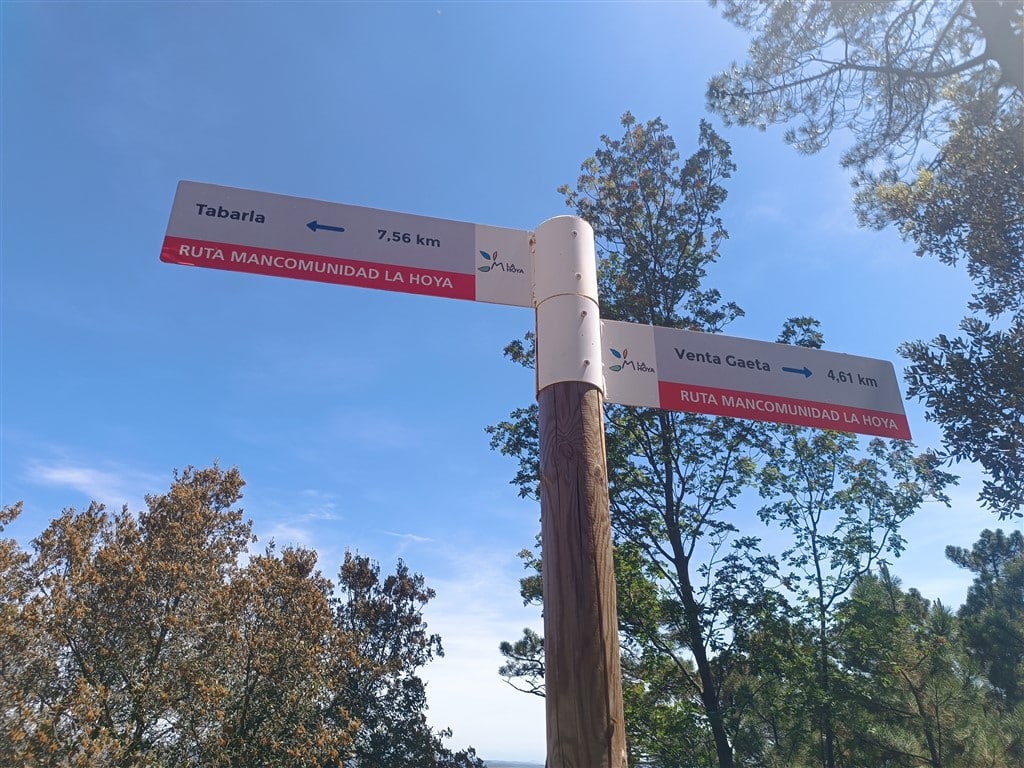 Tabarla
7,56 km
RUTA MANCOMUNIDAD LA HOYA
M LA HOYA
M LA HOYA
Venta Gaeta
4,61 km
RUTA MANCOMUNIDAD LA HOYA